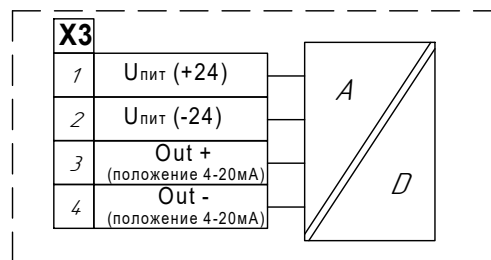 X3
1 Uпит (+24)
2 Uпит (-24)
3 Out +
(положение 4-20мА)
4 Out -
(положение 4-20мА)
A
D